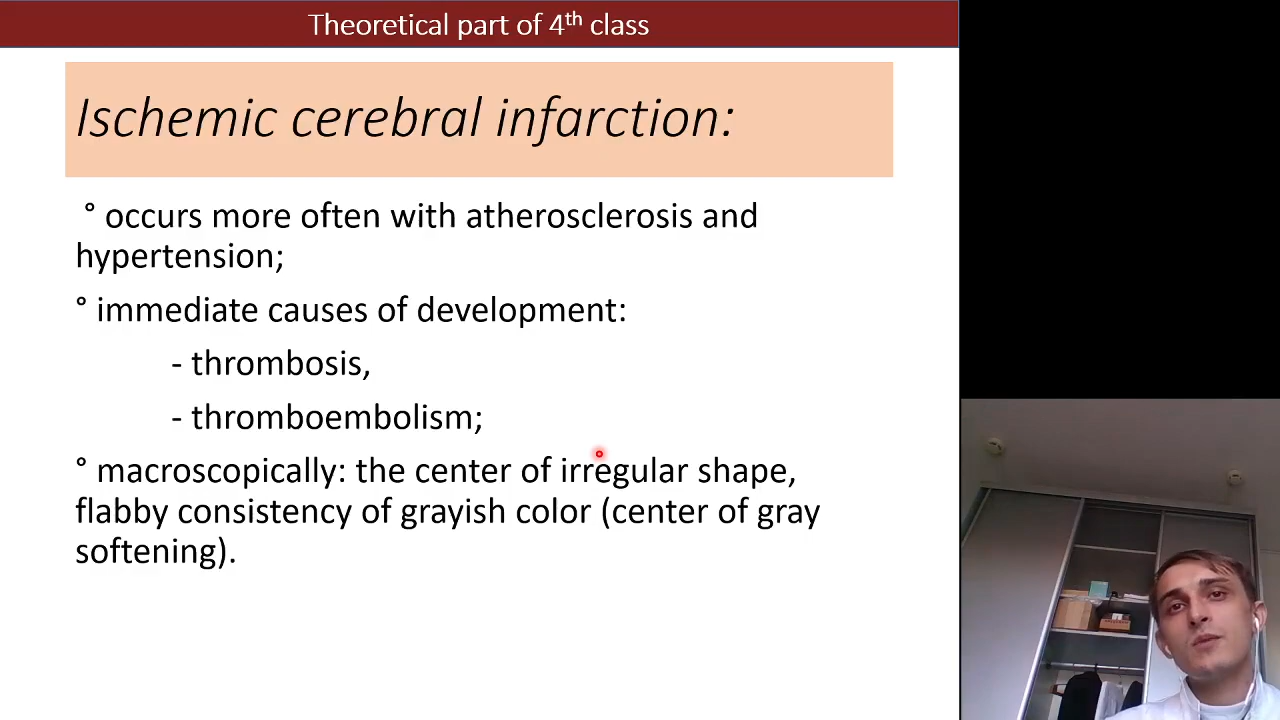 Theoretical part of 4th class
Ischemic cerebral infarction:
° occurs more often with atherosclerosis and
hypertension;
° immediate causes of development:
- thrombosis,
- thromboembolism;
° macroscopically: the center of irregular shape,
flabby consistency of grayish color (center of gray
softening).